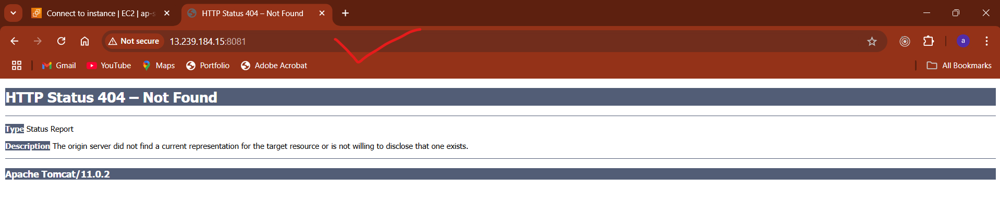 Connect to instance | EC2 | ap-s
HTTP Status 404 – Not Found
Not secure
13.239.184.15:8081
a
Gmail
YouTube
Maps
Portfolio
Adobe Acrobat
All Bookmarks
HTTP Status 404 – Not Found
Type Status Report
Description The origin server did not find a current representation for the target resource or is not willing to disclose that one exists.
Apache Tomcat/11.0.2